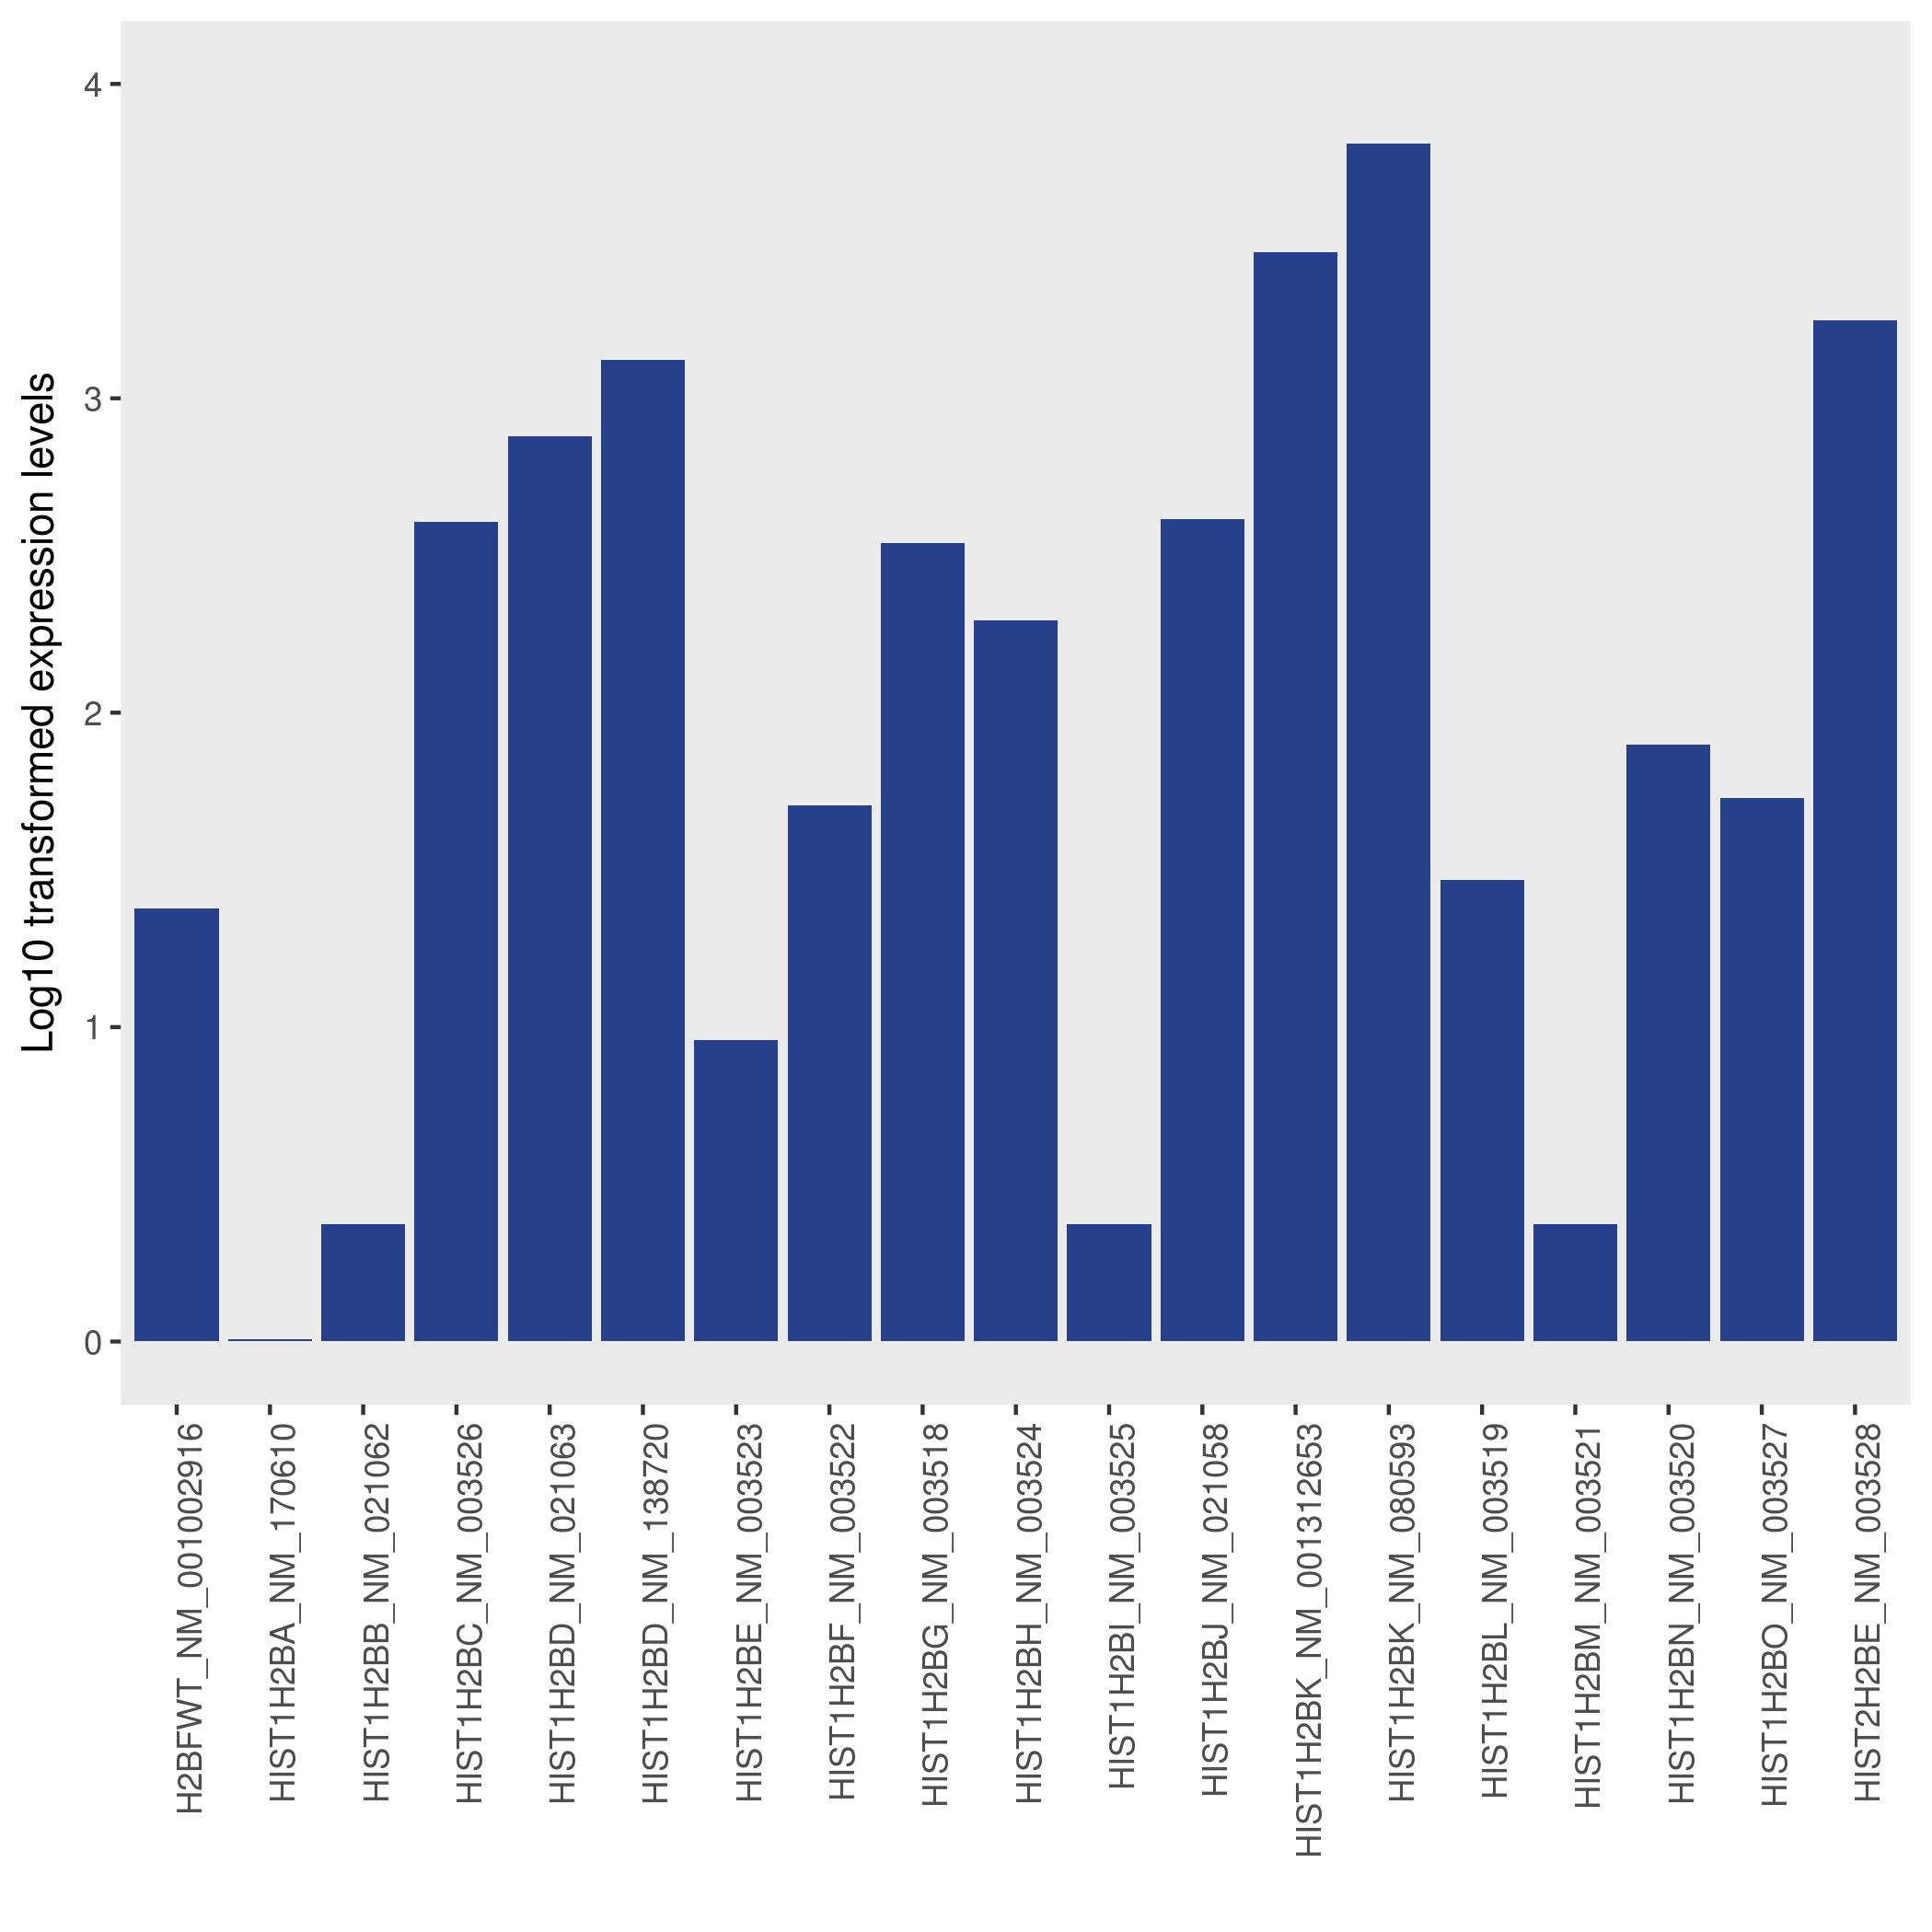 Log10 transformed expression levels
4
3
2
1
0
H2BFWT_NM_001002916
HIST1H2BA_NM_170610
HIST1H2BB_NM_021062
HIST1H2BC_NM_003526
HIST1H2BD_NM_021063
HIST1H2BD_NM_138720
HIST1H2BE_NM_003523
HIST1H2BF_NM_003522
HIST1H2BG_NM_003518
HIST1H2BH_NM_003524
HIST1H2BI_NM_003525
HIST1H2BJ_NM_021058
HIST1H2BK_NM_001312653
HIST1H2BK_NM_080593
HIST1H2BL_NM_003519
HIST1H2BM_NM_003521
HIST1H2BN_NM_003520
HIST1H2BO_NM_003527
HIST2H2BE_NM_003528